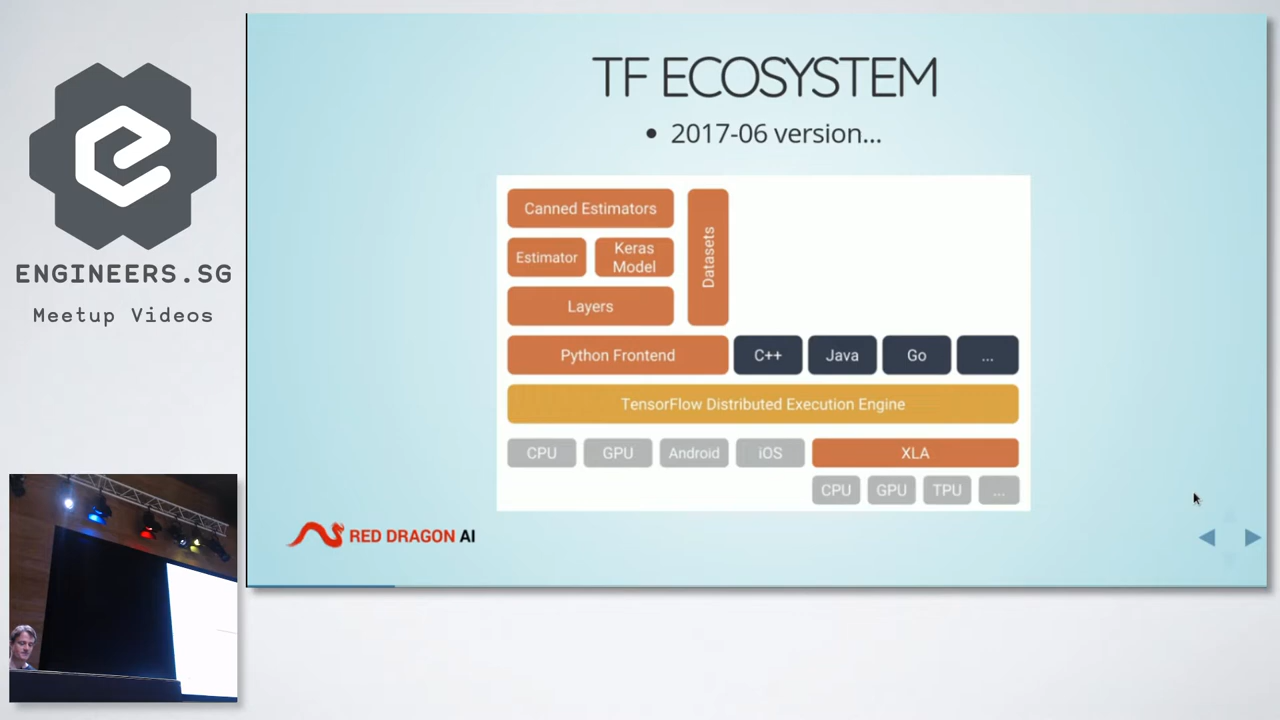 ENGINEERS.SG
Meetup Videos
TF ECOSYSTEM
• 2017-06 version...
Canned Estimators
Estimator
Keras
Model
Datasets
Layers
Python Frontend
C++
Java
Go
...
TensorFlow Distributed Execution Engine
CPU
GPU
Android
iOS
XLA
CPU
GPU
TPU
...
RED DRAGON AI